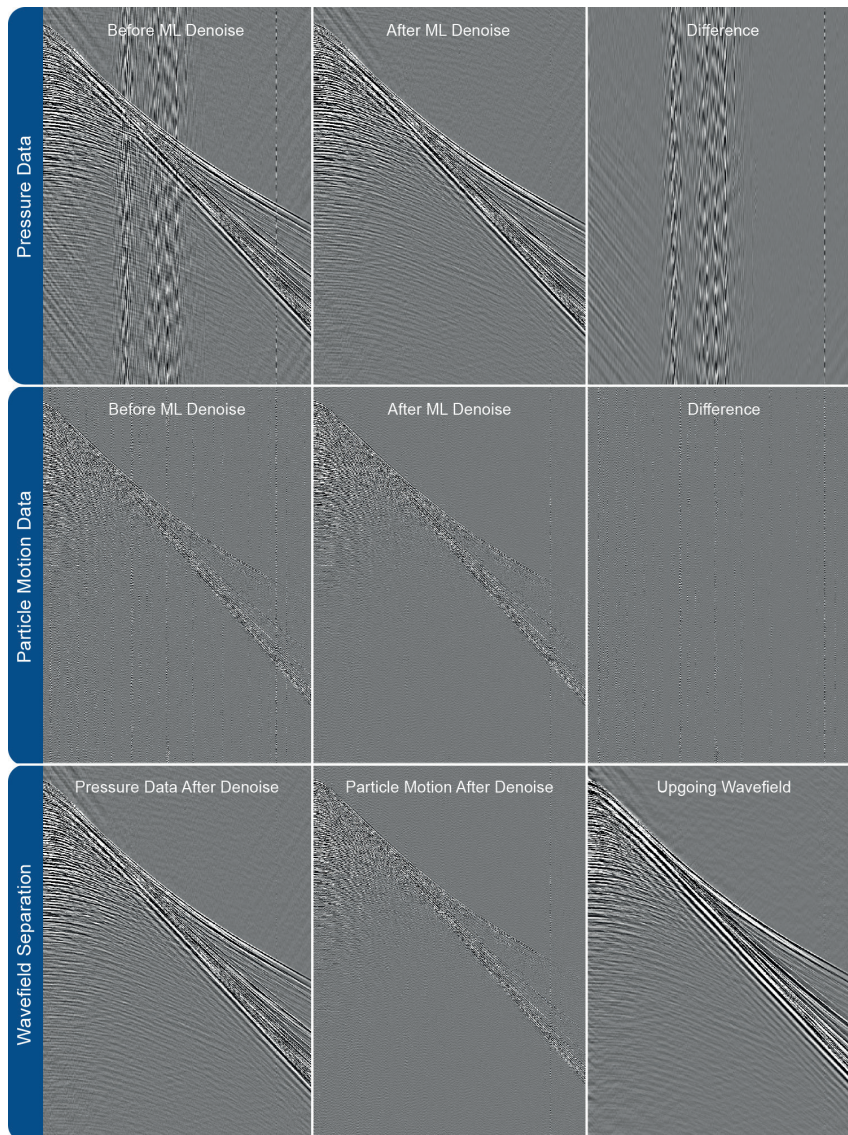 Pressure Data
Before ML Denoise
After ML Denoise
Difference
Particle Motion Data
Before ML Denoise
After ML Denoise
Difference
Wavefield Separation
Pressure Data After Denoise
Particle Motion After Denoise
Upgoing Wavefield